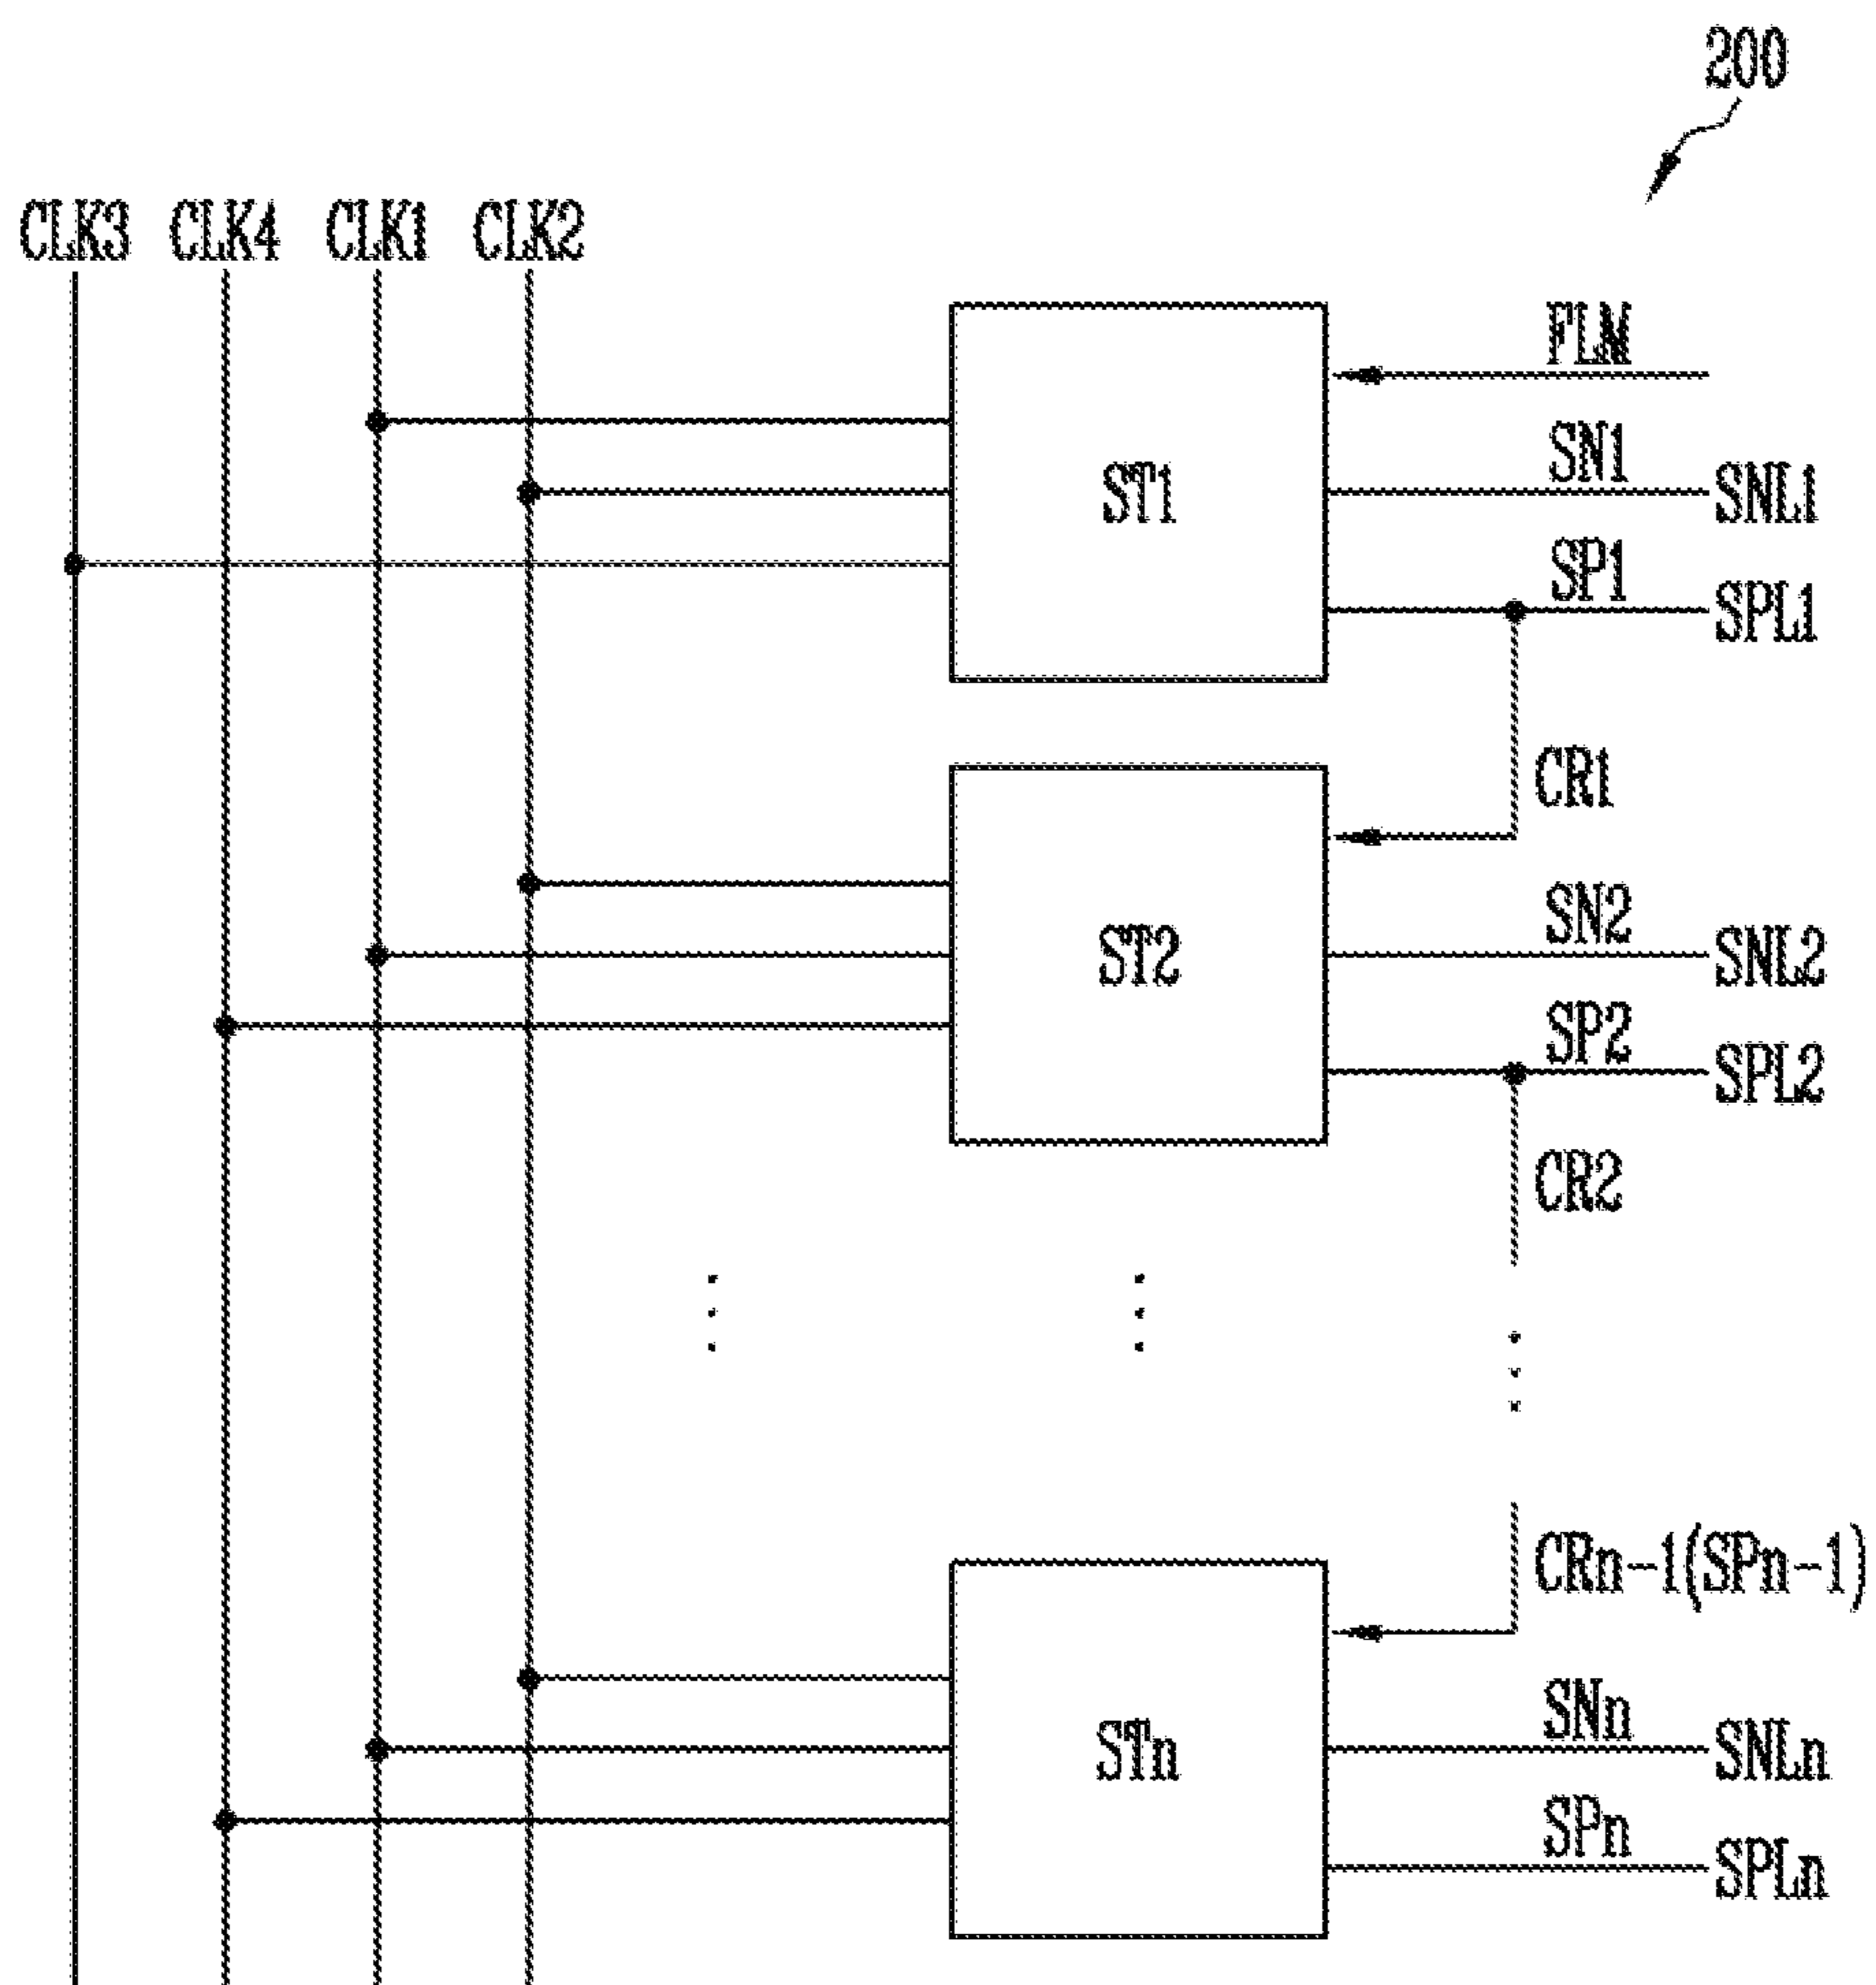 200
CLK3 CLK4 CLK1 CLK2
FLM
SN1
ST1
SNL1
SP1
SPL1
CR1
SN2
ST2
SNL2
SP2
SPL2
CR2
CRn-1(SPn-1)
SNn
STn
SNLn
SPn
SPLn